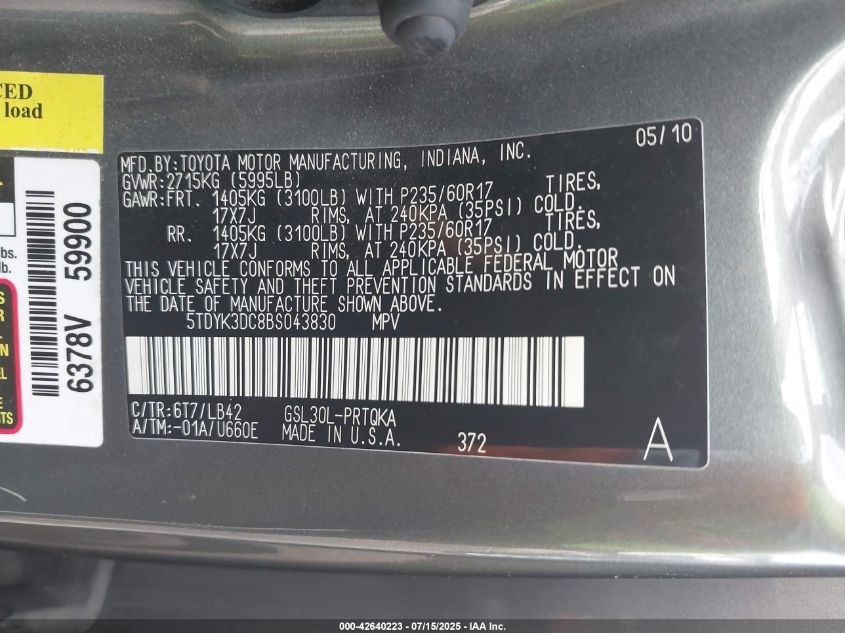 CED
load
05/10
MFD. BY: TOYOTA MOTOR MANUFACTURING, INDIANA, INC.
GVWR: 2715KG (5995LB)
GAWR: FRT. 1405KG (3100LB) WITH P235/60R17 TIRES,
17X7J RIMS, AT 240KPA (35PSI) COLD.
RR. 1405KG (3100LB) WITH P235/60R17 TIRES,
17X7J RIMS, AT 240KPA (35PSI) COLD.
THIS VEHICLE CONFORMS TO ALL APPLICABLE FEDERAL MOTOR
VEHICLE SAFETY AND THEFT PREVENTION STANDARDS IN EFFECT ON
THE DATE OF MANUFACTURE SHOWN ABOVE.
5TDYK3DC8BS043830 MPV
C/TR: 6T7/LB42 GSL30L-PRTQKA
A/TM: -01A/U660E MADE IN U.S.A. 372
A
6378V 59900
lbs.
lb.
000-42640223 - 07/15/2025 - IAA Inc.